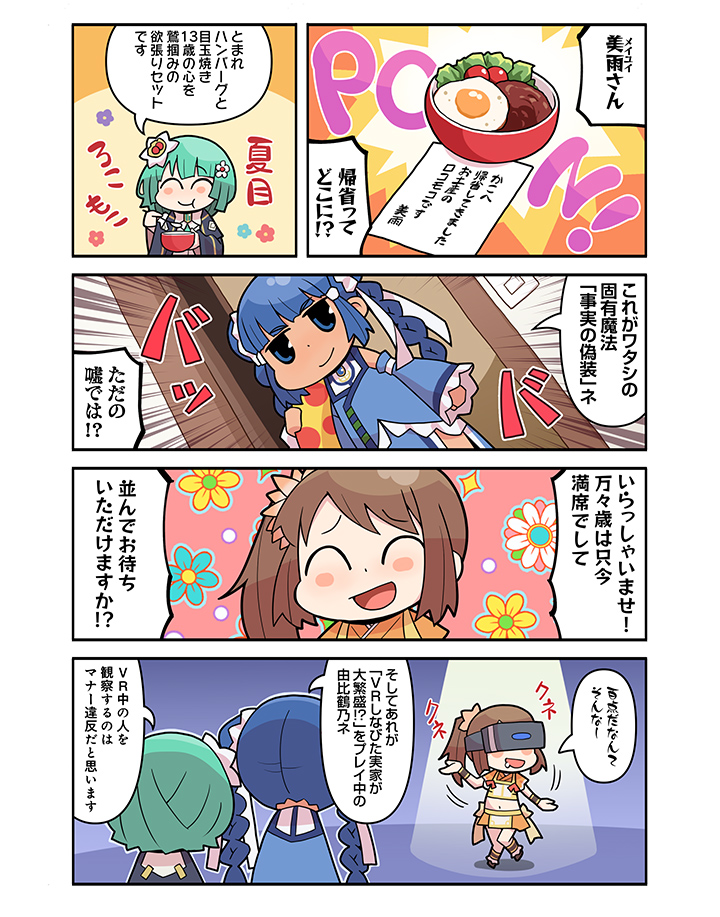 美雨さん
メイユイ
POーン!!
かこへ
帰省してきました
お土産の
ロコモコです
美雨
帰省って
どこに!?
とまれ
ハンバーグと
目玉焼き
13歳の心を
鷲掴みの
欲張りセット
です
夏目
ろこもこ
これがワタシの
固有魔法
「事実の偽装」ネ
ドバッ
ただの
嘘では!?
いらっしゃいませ!
万々歳は只今
満席でして
並んでお待ち
いただけますか!?
百点だなんて
そんなー
クネ
クネ
そしてあれが
「VRしなびた実家が
大繁盛!?」をプレイ中の
由比鶴乃ネ
VR中の人を
観察するのは
マナー違反だと思います